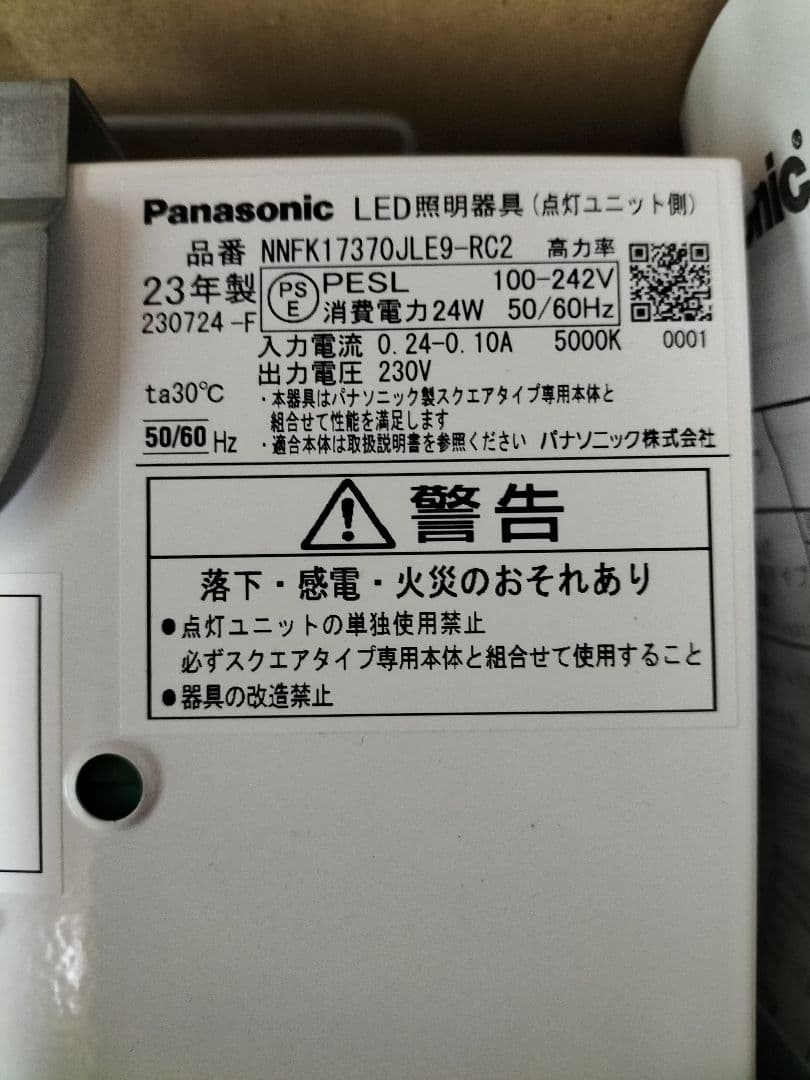 Panasonic LED照明器具(点灯ユニット側)
品番 NNFK17370JLE9-RC2 高力率
23年製
230724-F
PS
E
PESL 100-242V
消費電力24W 50/60Hz
0001
入力電流 0.24-0.10A 5000K
出力電圧 230V
ta30℃
50/60 Hz
・本器具はパナソニック製スクエアタイプ専用本体と
組合せて性能を満足します
・適合本体は取扱説明書を参照ください パナソニック株式会社
警告
落下・感電・火災のおそれあり
●点灯ユニットの単独使用禁止
必ずスクエアタイプ専用本体と組合せて使用すること
●器具の改造禁止
nic®